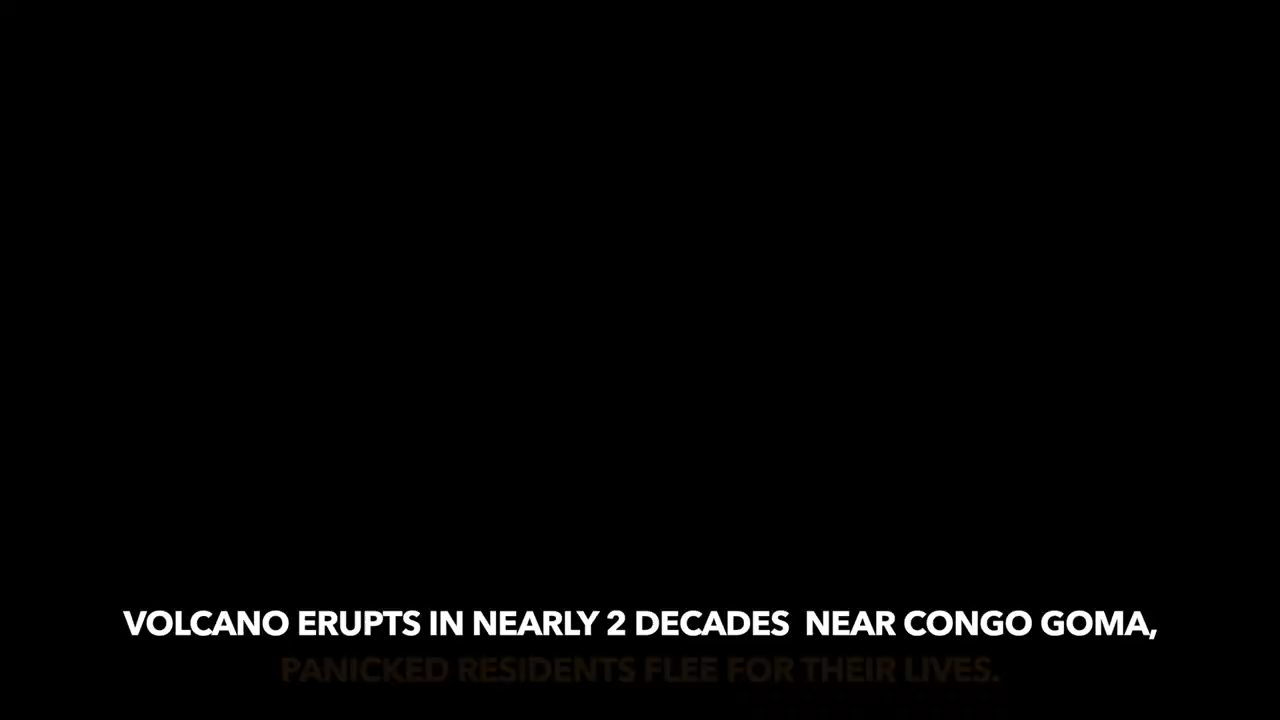 VOLCANO ERUPTS IN NEARLY 2 DECADES  NEAR CONGO GOMA,
PANICKED RESIDENTS FLEE FOR THEIR LIVES.